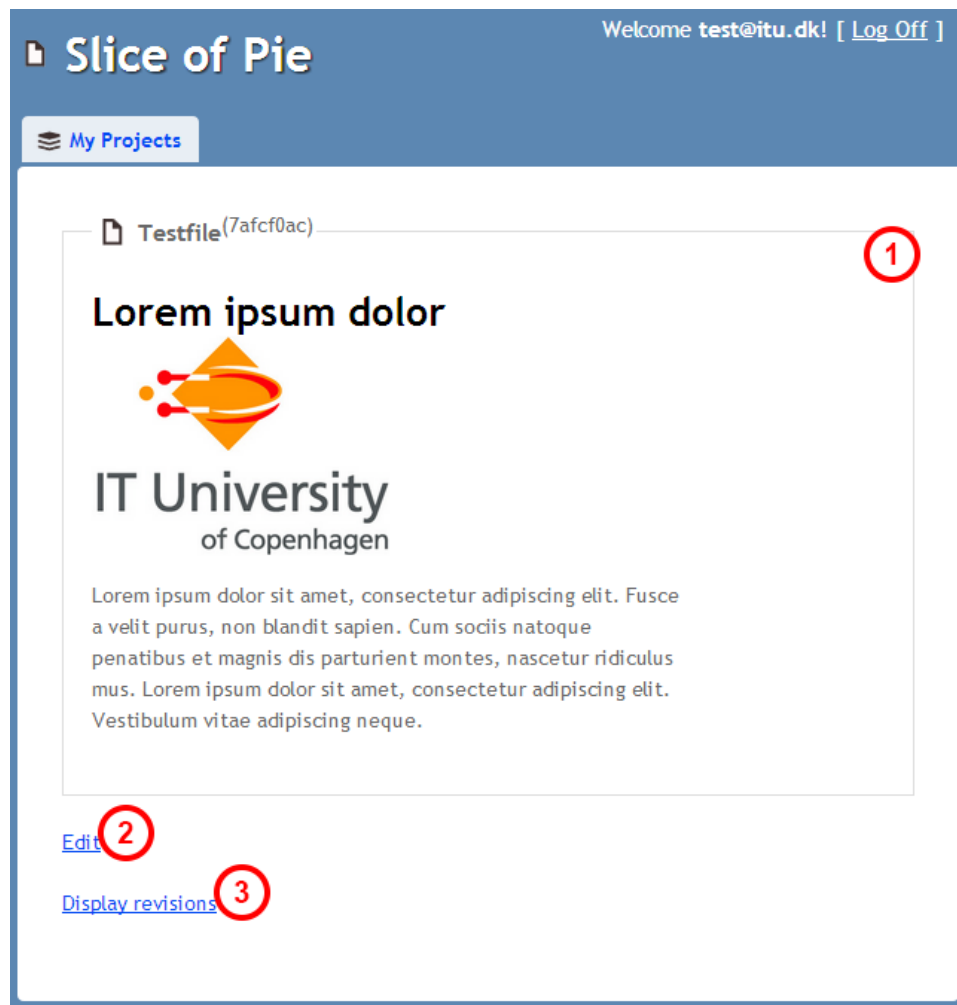 Welcome test@itu.dk! [ Log Off ]
Slice of Pie
My Projects
Testfile(7afcf0ac)
1
Lorem ipsum dolor
IT University
of Copenhagen
Lorem ipsum dolor sit amet, consectetur adipiscing elit. Fusce
a velit purus, non blandit sapien. Cum sociis natoque
penatibus et magnis dis parturient montes, nascetur ridiculus
mus. Lorem ipsum dolor sit amet, consectetur adipiscing elit.
Vestibulum vitae adipiscing neque.
Edit 2
Display revisions 3